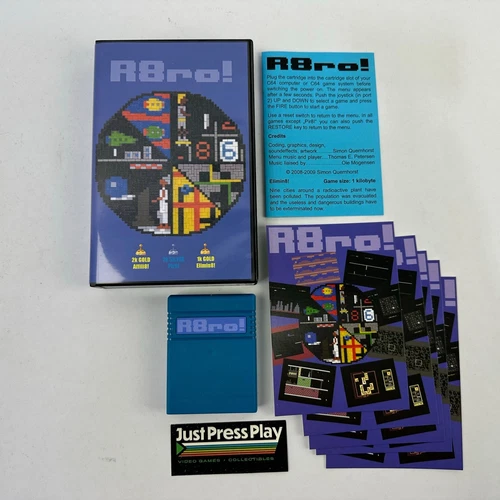 R8ro!
2k GOLD
Affili8!
1k GOLD
Elimin8!
R8ro!
Plug the cartridge into the cartridge slot of your
C64 computer or C64 game system before
switching the power on. The menu appears
after a few seconds. Push the joystick (in port
2) UP and DOWN to select a game and press
the FIRE button to start a game.
Use a reset switch to return to the menu. In all
games except „Pir8!" you can also push the
RESTORE key to return to the menu.
Credits
Coding, graphics, design,
soundeffects, artwork.......... Simon Quernhorst
Menu music and player.... Thomas E. Petersen
Music liaised by.................... Ole Mogensen
© 2008-2009 Simon Quernhorst
Elimin8! Game size: 1 kilobyte
Nine vibes around a radioactive plant have
been polluted. The population was evacuated
and the useless and dangerous buildings have
to be exterminated now.
R8ro!
R8ro!
JUST PRESS PLAY
VIDEO GAMES / COLLECTIBLES